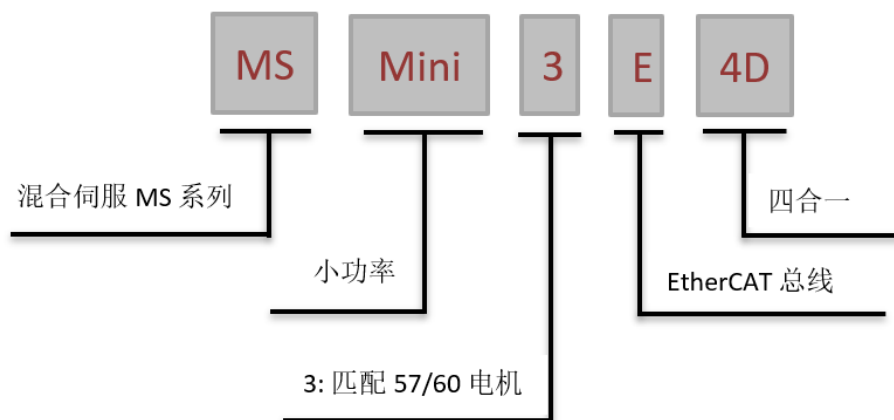 MS Mini 3 E 4D
混合伺服 MS 系列
四合一
小功率
EtherCAT 总线
3: 匹配 57/60 电机